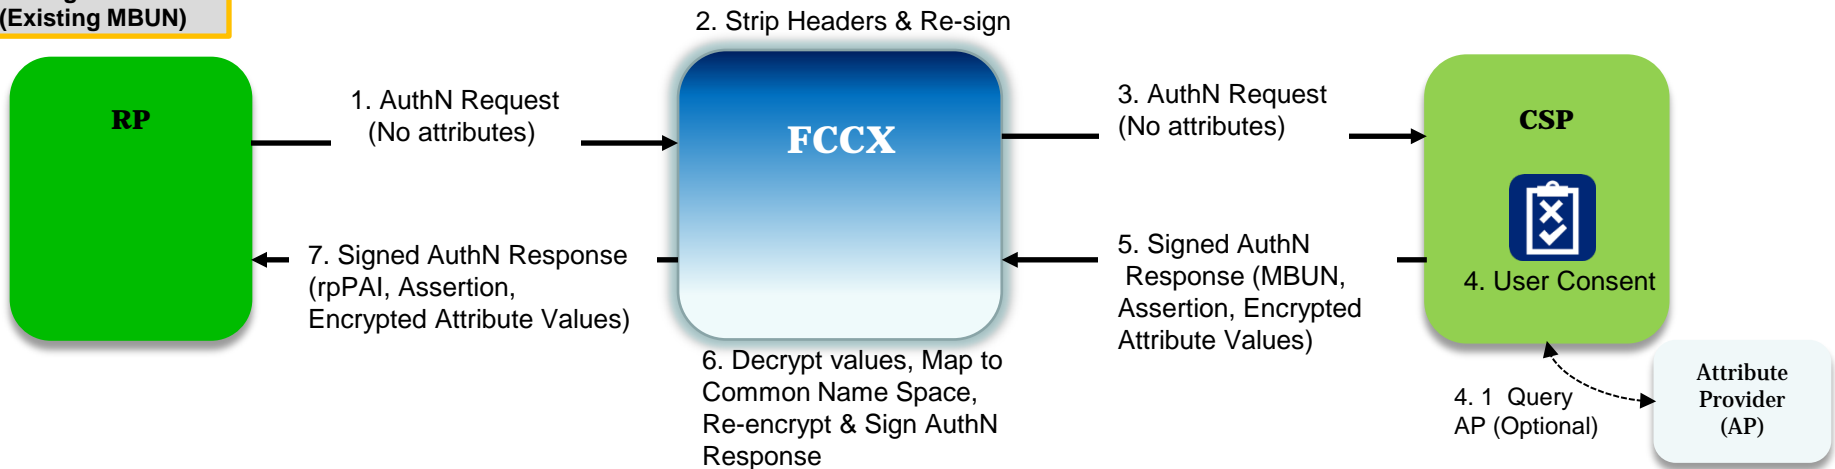 (Existing MBUN)
2. Strip Headers & Re-sign
RP
1. AuthN Request
(No attributes)
FCCX
3. AuthN Request
(No attributes)
CSP
7. Signed AuthN Response
(rpPAI, Assertion,
Encrypted Attribute Values)
5. Signed AuthN
Response (MBUN,
Assertion, Encrypted
Attribute Values)
4. User Consent
6. Decrypt values, Map to
Common Name Space,
Re-encrypt & Sign AuthN
Response
4. 1 Query
AP (Optional)
Attribute
Provider
(AP)